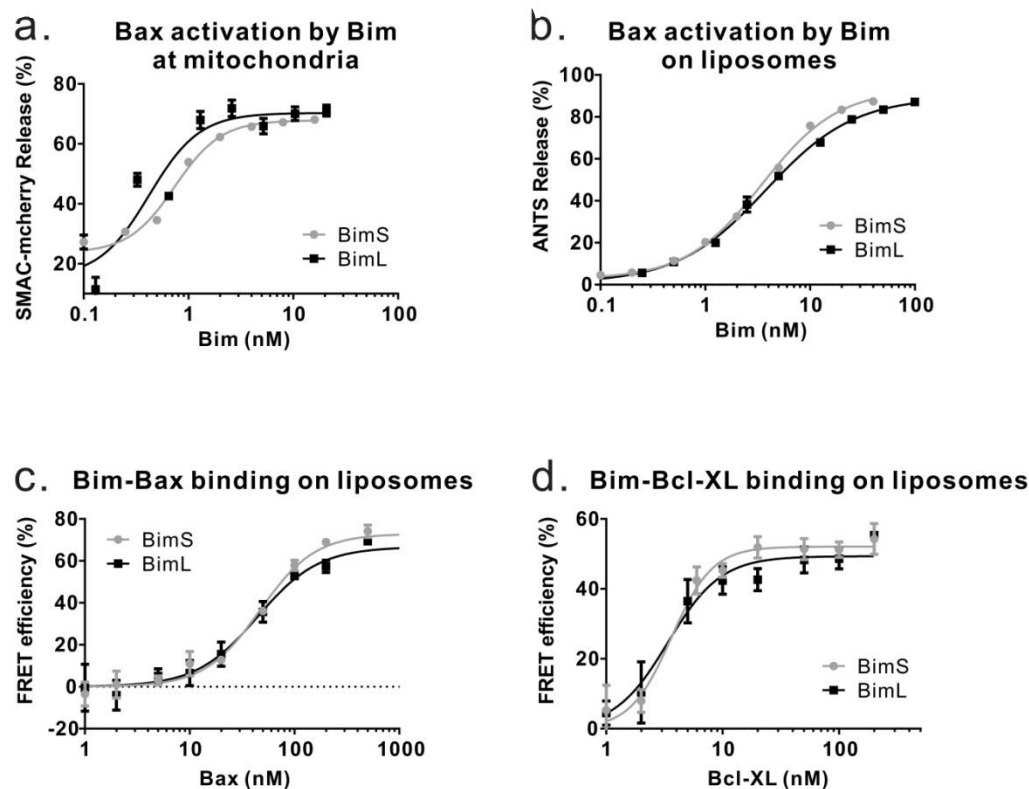 a.
Bax activation by Bim
at mitochondria
SMAC-mcherry Release (%)
80
60
40
20
0.1
1
10
100
Bim (nM)
BimS
BimL
b.
Bax activation by Bim
on liposomes
ANTS Release (%)
100
80
60
40
20
0
0.1
1
10
100
Bim (nM)
BimS
BimL
c.
Bim-Bax binding on liposomes
FRET efficiency (%)
80
60
40
20
0
-20
1
10
100
1000
Bax (nM)
BimS
BimL
d.
Bim-Bcl-XL binding on liposomes
FRET efficiency (%)
60
40
20
0
1
10
100
Bcl-XL (nM)
BimS
BimL